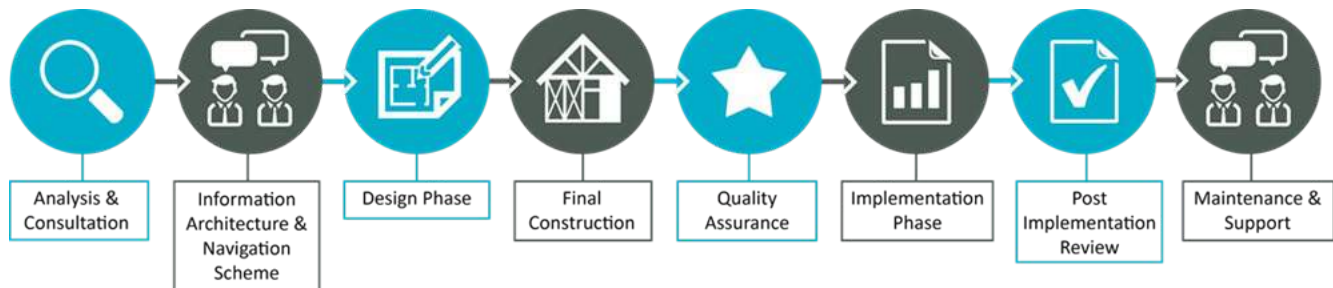 Analysis &
Consultation
Information
Architecture &
Navigation
Scheme
Design Phase
Final
Construction
Quality
Assurance
Implementation
Phase
Post
Implementation
Review
Maintenance &
Support